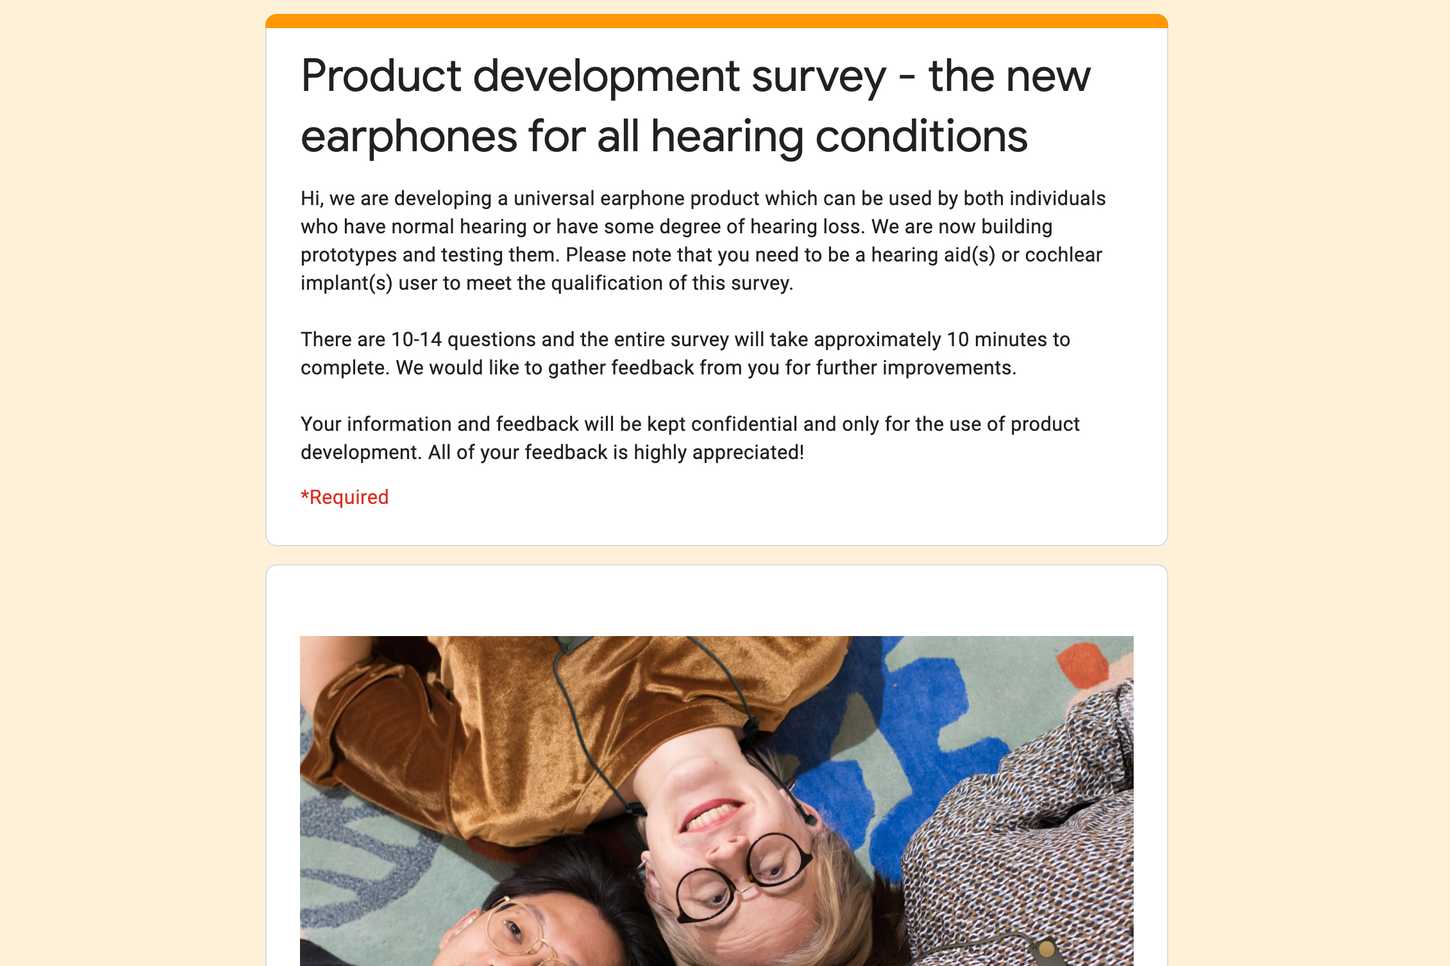 Product development survey - the new
earphones for all hearing conditions
Hi, we are developing a universal earphone product which can be used by both individuals
who have normal hearing or have some degree of hearing loss. We are now building
prototypes and testing them. Please note that you need to be a hearing aid(s) or cochlear
implant(s) user to meet the qualification of this survey.
There are 10-14 questions and the entire survey will take approximately 10 minutes to
complete. We would like to gather feedback from you for further improvements.
Your information and feedback will be kept confidential and only for the use of product
development. All of your feedback is highly appreciated!
*Required